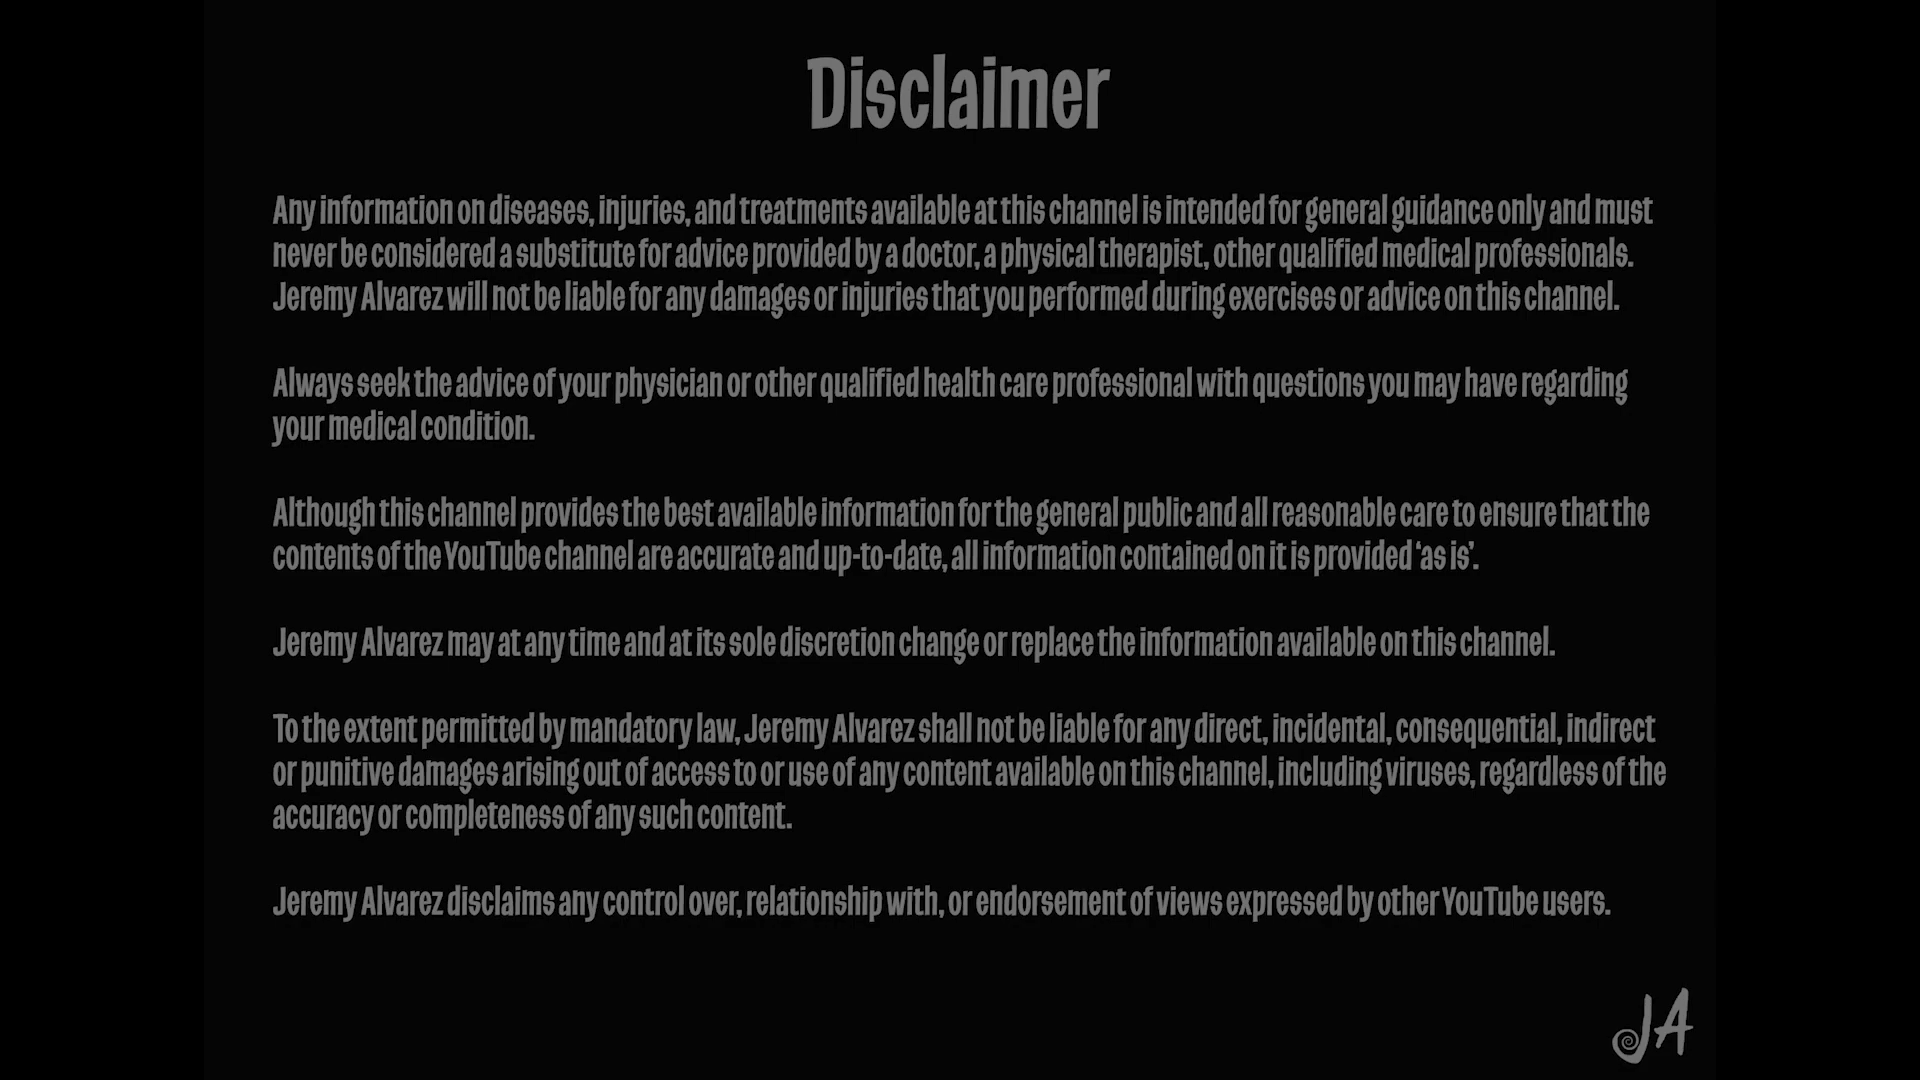 Disclaimer
Any information on diseases, injuries, and treatments available at this channel is intended for general guidance only and must
never be considered a substitute for advice provided by a doctor, a physical therapist, other qualified medical professionals.
Jeremy Alvarez will not be liable for any damages or injuries that you performed during exercises or advice on this channel.
Always seek the advice of your physician or other qualified health care professional with questions you may have regarding
your medical condition.
Although this channel provides the best available information for the general public and all reasonable care to ensure that the
contents of the YouTube channel are accurate and up-to-date, all information contained on it is provided ‘as is’.
Jeremy Alvarez may at any time and at its sole discretion change or replace the information available on this channel.
To the extent permitted by mandatory law, Jeremy Alvarez shall not be liable for any direct, incidental, consequential, indirect
or punitive damages arising out of access to or use of any content available on this channel, including viruses, regardless of the
accuracy or completeness of any such content.
Jeremy Alvarez disclaims any control over, relationship with, or endorsement of views expressed by other YouTube users.
JA